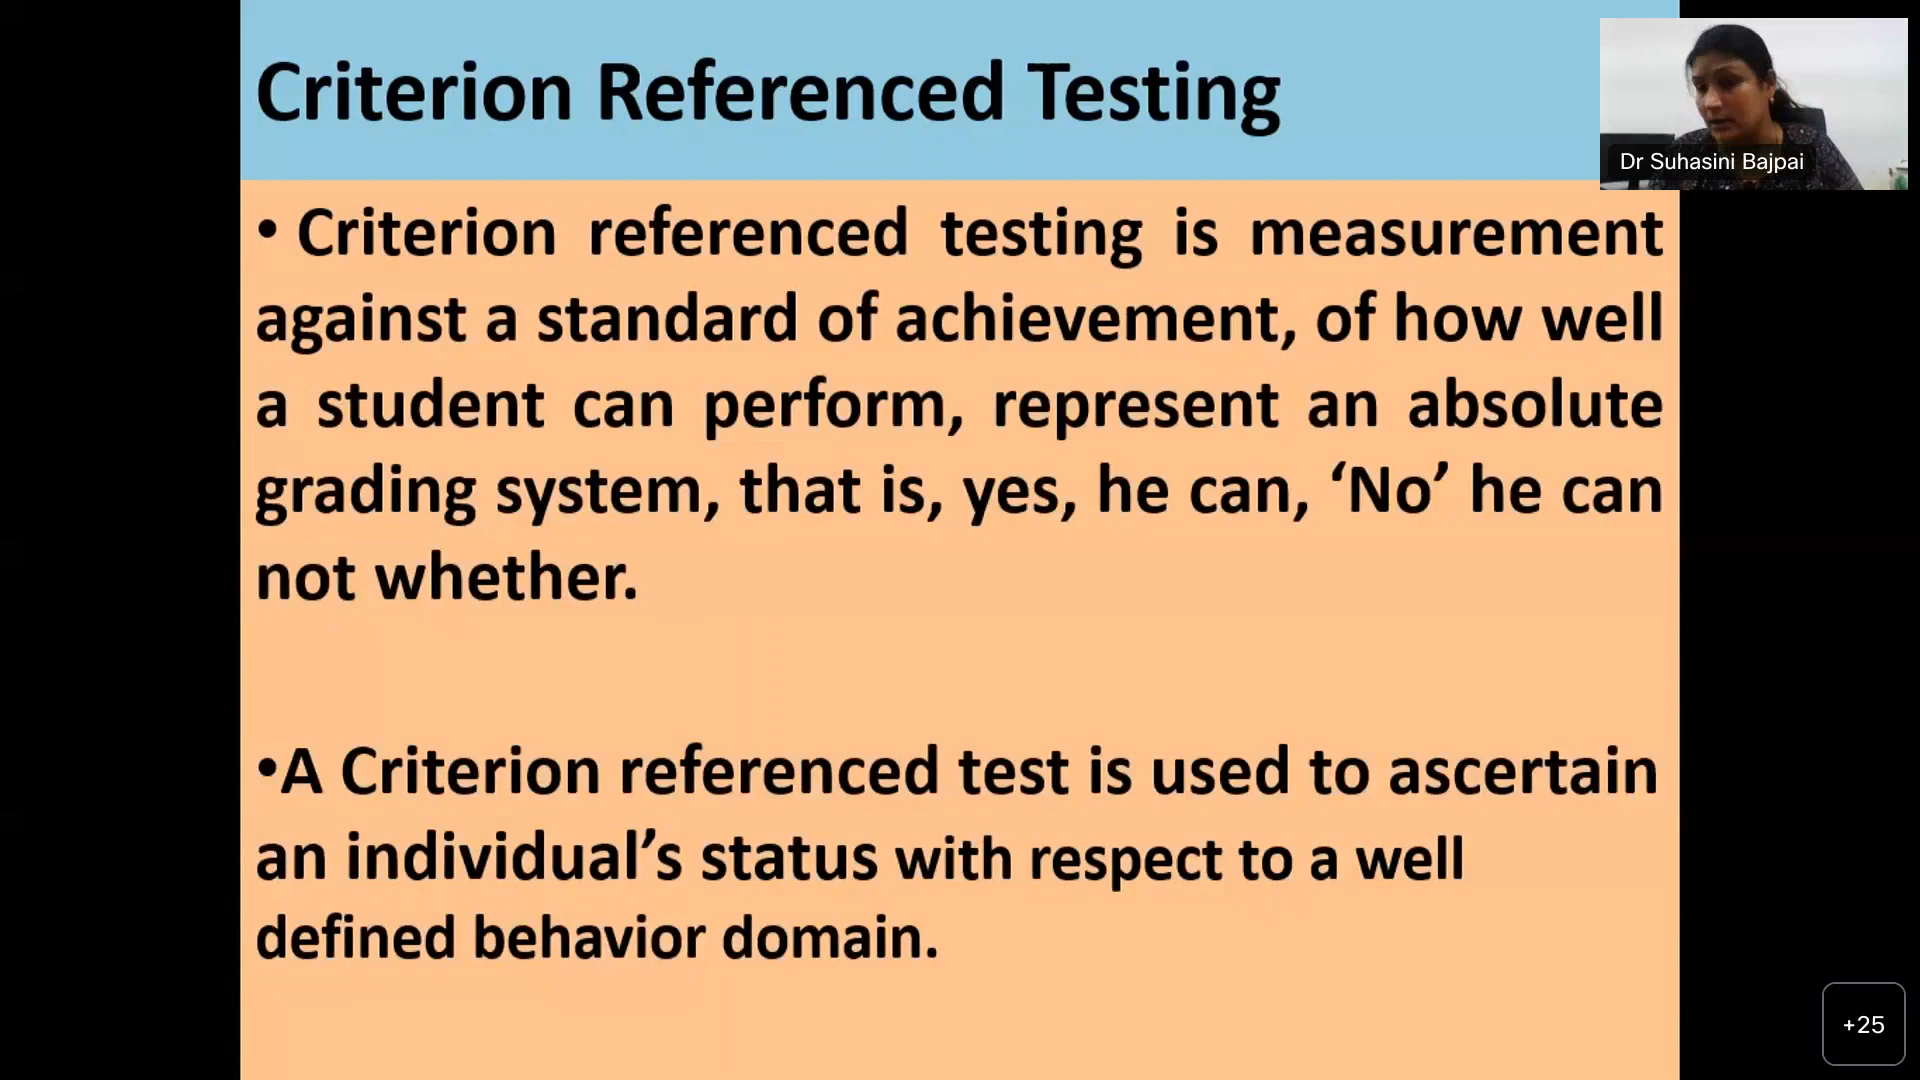 Criterion Referenced Testing
Dr Suhasini Bajpai
• Criterion referenced testing is measurement
against a standard of achievement, of how well
a student can perform, represent an absolute
grading system, that is, yes, he can, ‘No’ he can
not whether.
•A Criterion referenced test is used to ascertain
an individual’s status with respect to a well
defined behavior domain.
+25